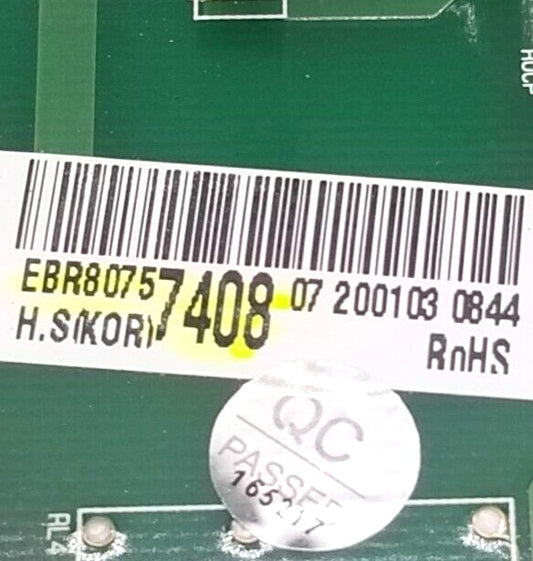 EBR80757408 07 200103 0844
H.S(KOR) RoHS
QC
PASSED
165217
RL4